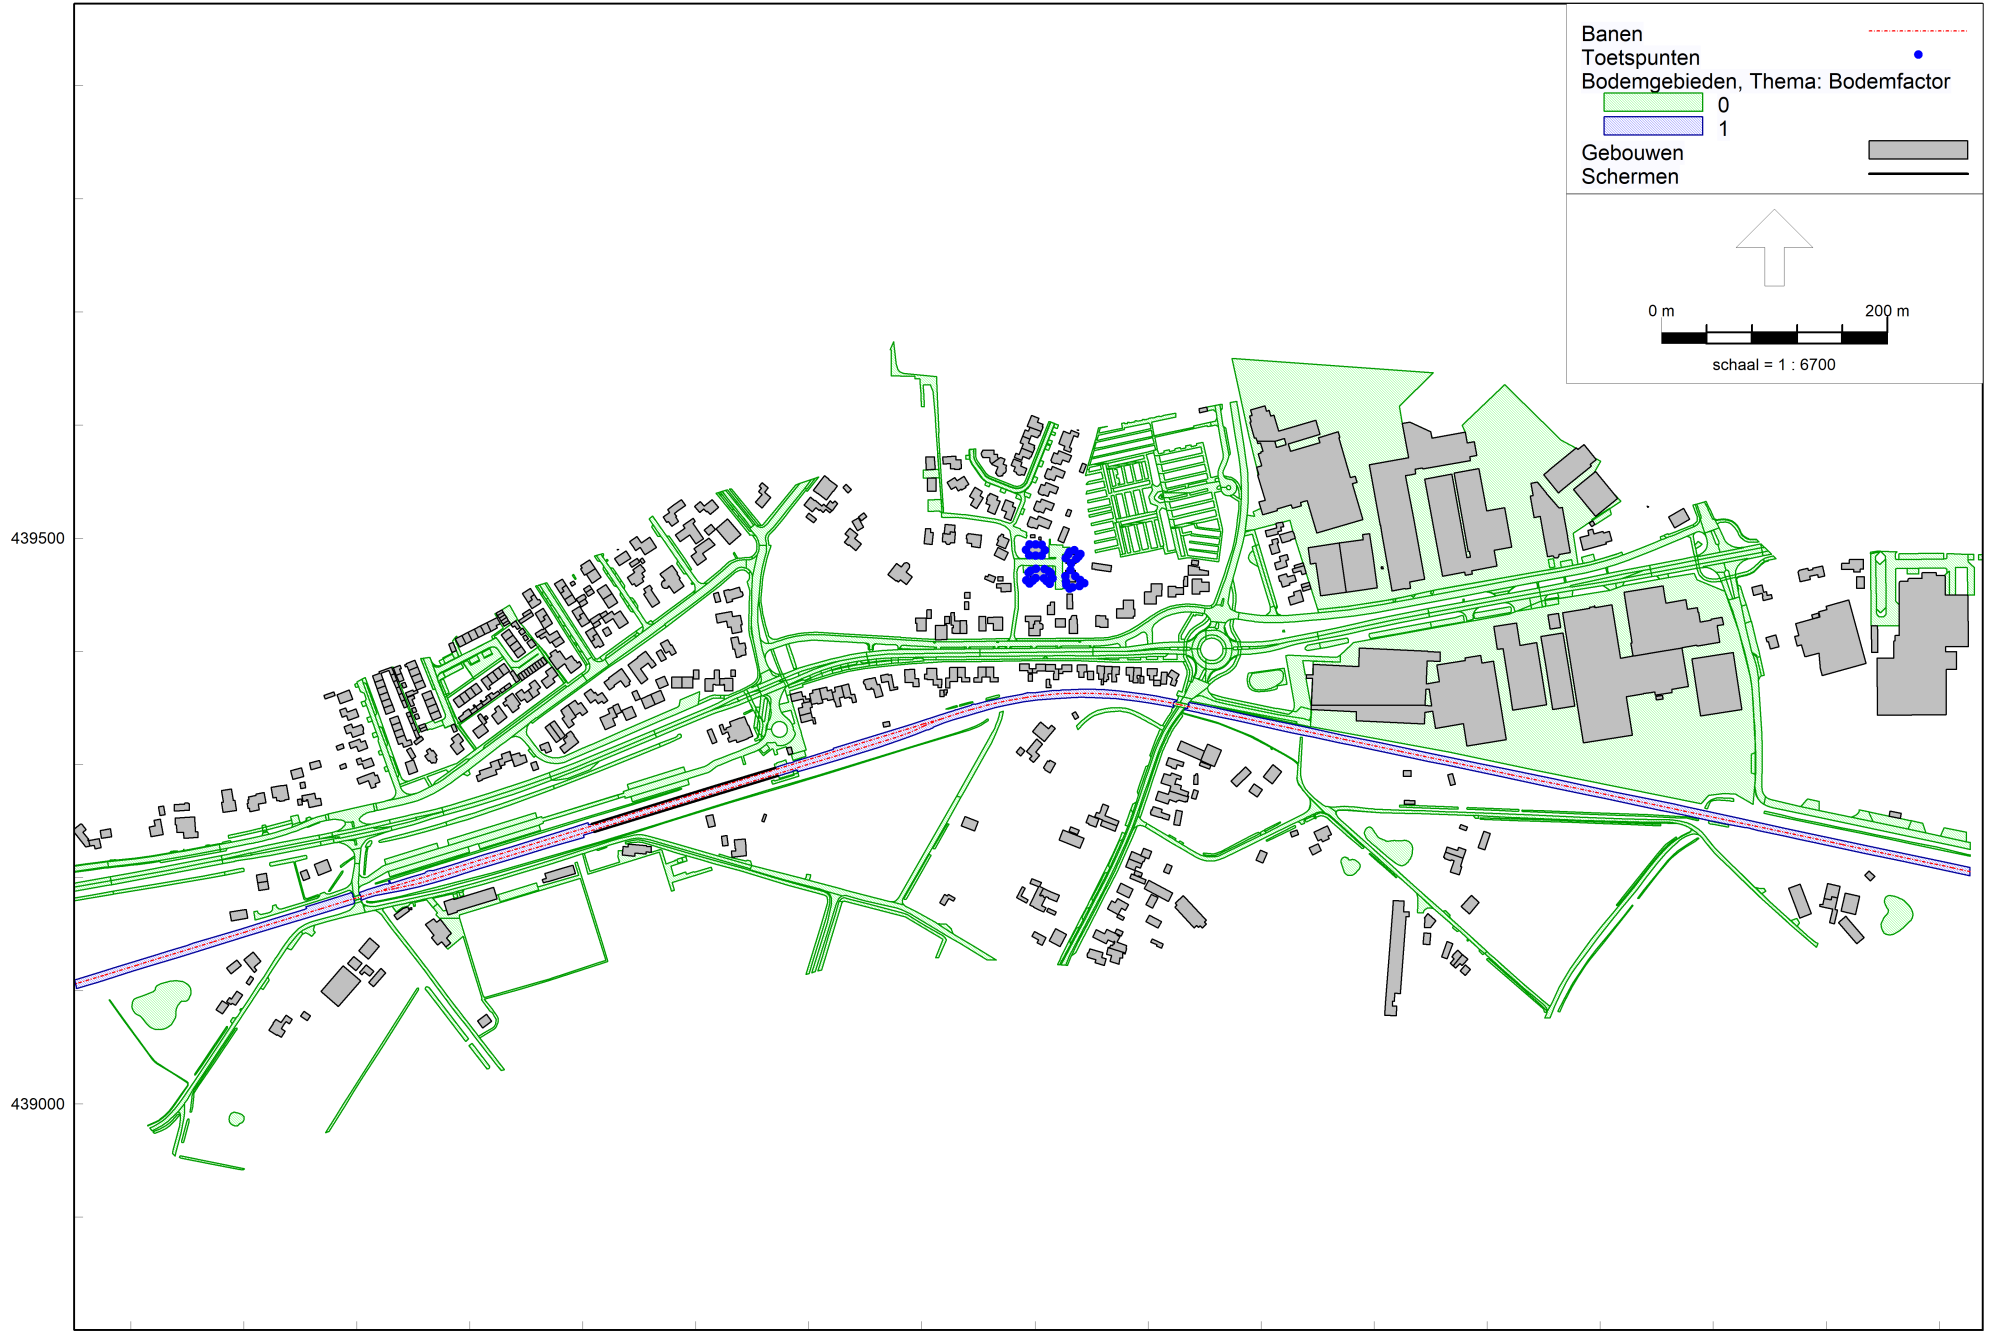 Banen
Toetspunten
Bodemgebieden, Thema: Bodemfactor
0
1
Gebouwen
Schermen
0 m 200 m
schaal = 1 : 6700
439500
439000